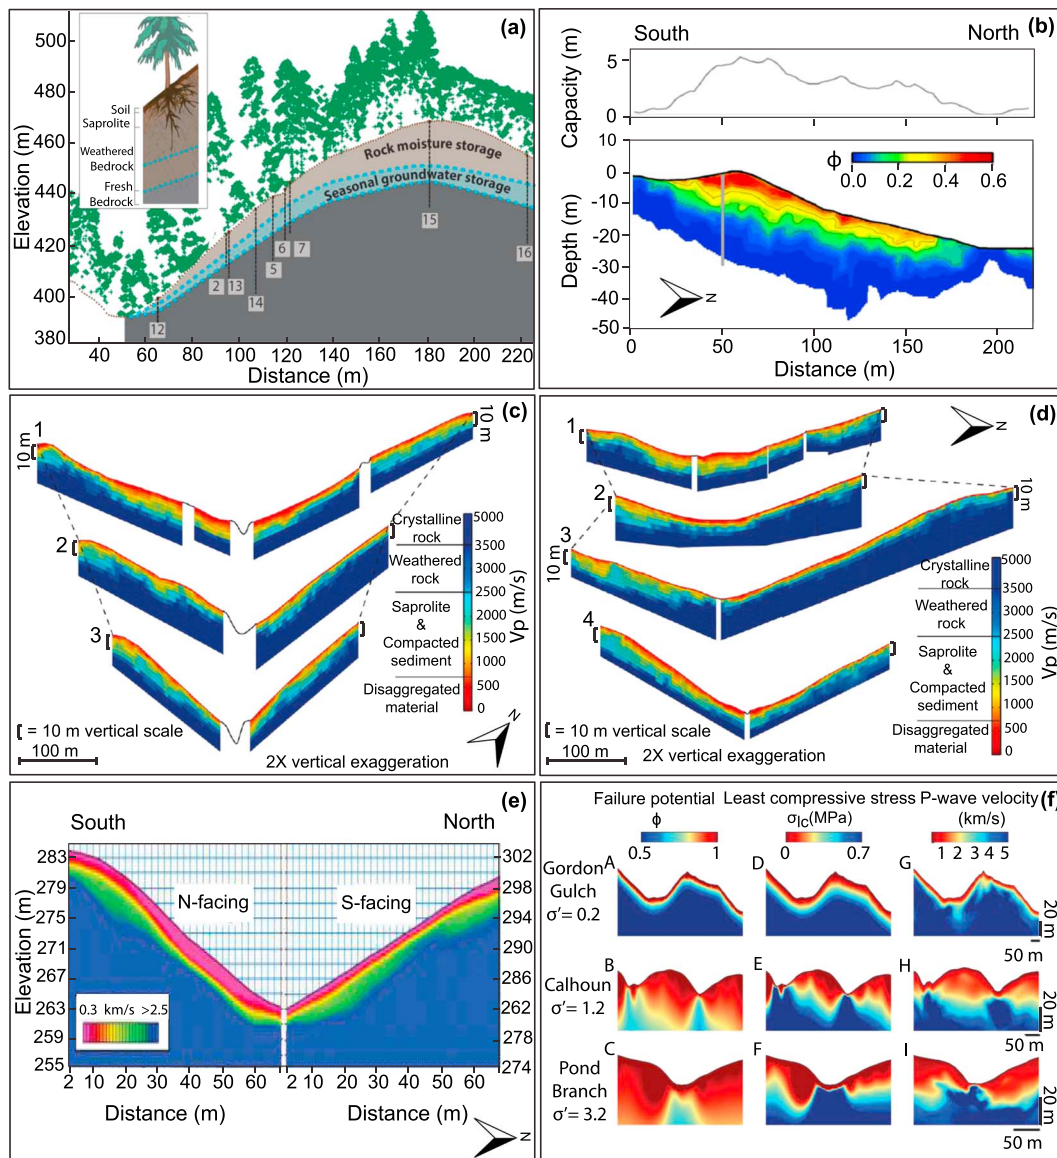 (a)
510
480
460
440
420
400
380
Elevation (m)
Soil
Saprolite
Weathered
Bedrock
Fresh
Bedrock
Rock moisture storage
Seasonal groundwater storage
12
2
13
14
5
6
7
15
16
40 60 80 100 120 140 160 180 200 220
Distance (m)
(b)
South North
Capacity (m)
5
0
ϕ
0.0 0.2 0.4 0.6
Depth (m)
0
-10
-20
-30
-40
-50
N
0 50 100 150 200
Distance (m)
(c)
1
10 m
10 m
2
3
Crystalline
rock
Weathered
rock
Saprolite
&
Compacted
sediment
Disaggregated
material
5000
3500
3000
2500
2000
1500
1000
500
0
Vp (m/s)
N
= 10 m vertical scale
100 m
2X vertical exaggeration
(d)
N
1
2
3
10 m
10 m
4
Crystalline
rock
Weathered
rock
Saprolite
&
Compacted
sediment
Disaggregated
material
5000
3500
3000
2500
2000
1500
1000
500
0
Vp (m/s)
= 10 m vertical scale
100 m
2X vertical exaggeration
(e)
South North
Elevation (m)
283
279
275
271
267
263
259
255
302
298
294
290
286
282
278
274
N-facing
S-facing
0.3 km/s >2.5
2 10 20 30 40 50 60 2 10 20 30 40 50 60
Distance (m) Distance (m)
N
(f)
Failure potential Least compressive stress P-wave velocity
ϕ σlc(MPa) (km/s)
0.5 1 0 0.7 1 2 3 4 5
A D G
Gordon
Gulch
σ'= 0.2
20 m
50 m
B E H
Calhoun
σ'= 1.2
20 m
50 m
C F I
Pond
Branch
σ'= 3.2
20 m
50 m